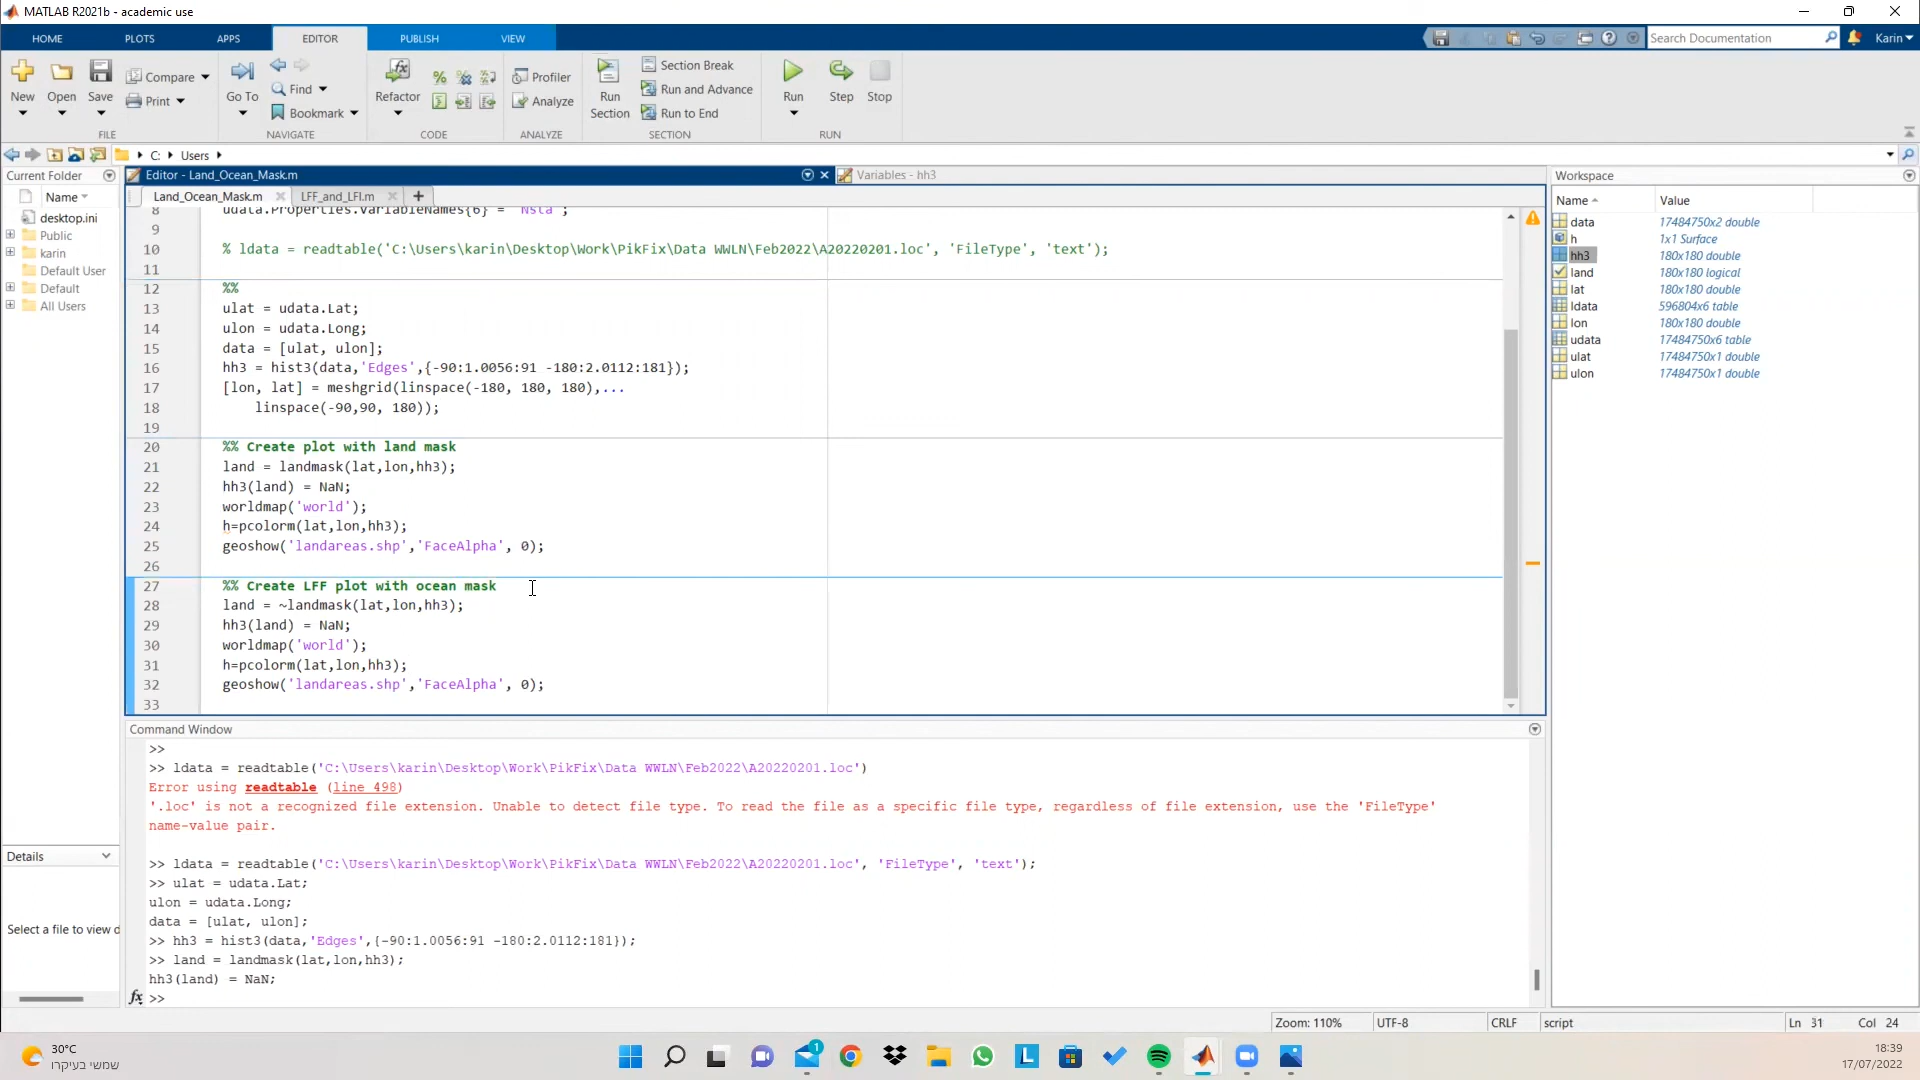 MATLAB R2021b - academic use
HOME PLOTS APPS EDITOR PUBLISH VIEW
Search Documentation
Karin
New Open Save Compare Print
FILE
Go To Find Bookmark
NAVIGATE
Refactor
CODE
Profiler
Analyze
ANALYZE
Run Section
Section Break
Run and Advance
Run to End
SECTION
Run Step Stop
RUN
C: Users
Current Folder
Name
desktop.ini
Public
karin
Default User
Default
All Users
Details
Select a file to view d
Editor - Land_Ocean_Mask.m
Variables - hh3
Land_Ocean_Mask.m LFF_and_LFI.m +
8 udata.Properties.VariableNames{6} = 'Nsta';
9
10 % ldata = readtable('C:\Users\karin\Desktop\Work\PikFix\Data WWLN\Feb2022\A20220201.loc', 'FileType', 'text');
11
12 %%
13 ulat = udata.Lat;
14 ulon = udata.Long;
15 data = [ulat, ulon];
16 hh3 = hist3(data,'Edges',{-90:1.0056:91 -180:2.0112:181});
17 [lon, lat] = meshgrid(linspace(-180, 180, 180),...
18 linspace(-90,90, 180));
19
20 %% Create plot with land mask
21 land = landmask(lat,lon,hh3);
22 hh3(land) = NaN;
23 worldmap('world');
24 h=pcolorm(lat,lon,hh3);
25 geoshow('landareas.shp','FaceAlpha', 0);
26
27 %% Create LFF plot with ocean mask
28 land = ~landmask(lat,lon,hh3);
29 hh3(land) = NaN;
30 worldmap('world');
31 h=pcolorm(lat,lon,hh3);
32 geoshow('landareas.shp','FaceAlpha', 0);
33
Command Window
>>
>> ldata = readtable('C:\Users\karin\Desktop\Work\PikFix\Data WWLN\Feb2022\A20220201.loc')
Error using readtable (line 498)
'.loc' is not a recognized file extension. Unable to detect file type. To read the file as a specific file type, regardless of file extension, use the 'FileType'
name-value pair.
>> ldata = readtable('C:\Users\karin\Desktop\Work\PikFix\Data WWLN\Feb2022\A20220201.loc', 'FileType', 'text');
>> ulat = udata.Lat;
ulon = udata.Long;
data = [ulat, ulon];
>> hh3 = hist3(data,'Edges',{-90:1.0056:91 -180:2.0112:181});
>> land = landmask(lat,lon,hh3);
hh3(land) = NaN;
fx >>
Workspace
Name Value
data 17484750x2 double
h 1x1 Surface
hh3 180x180 double
land 180x180 logical
lat 180x180 double
ldata 596804x6 table
lon 180x180 double
udata 17484750x6 table
ulat 17484750x1 double
ulon 17484750x1 double
Zoom: 110% UTF-8 CRLF script Ln 31 Col 24
30°C
שמשי בעיקרו
1
L
18:39
17/07/2022